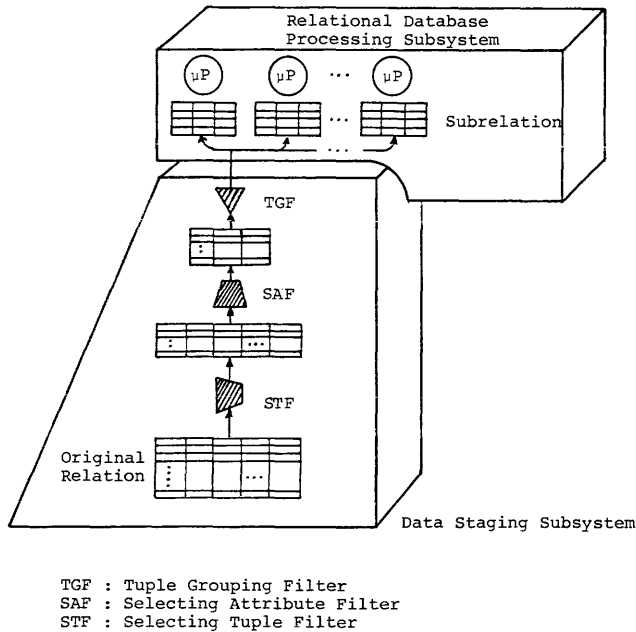 Relational Database
Processing Subsystem
μP μP ... μP
... Subrelation
...
TGF
:
SAF
: ...
STF
Original
Relation
: ...
Data Staging Subsystem
TGF : Tuple Grouping Filter
SAF : Selecting Attribute Filter
STF : Selecting Tuple Filter